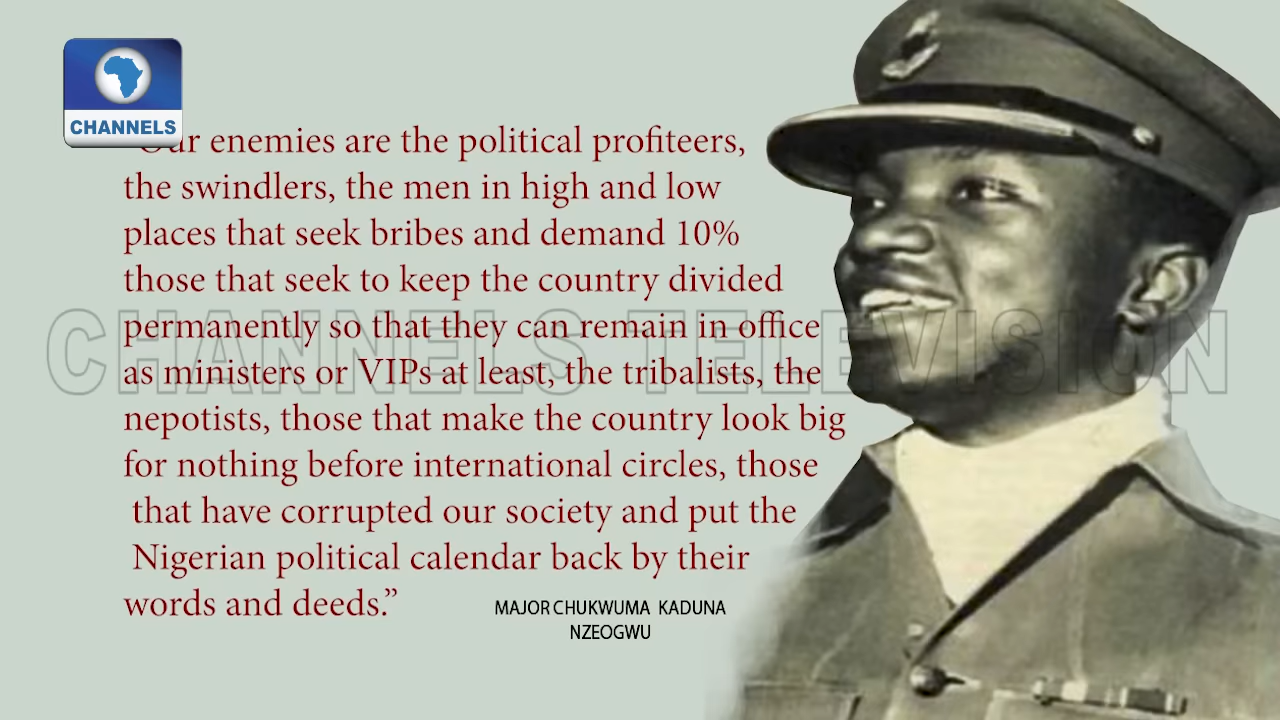 CHANNELS
enemies are the political profiteers,
the swindlers, the men in high and low
places that seek bribes and demand 10%
those that seek to keep the country divided
permanently so that they can remain in office
as ministers or VIPs at least, the tribalists, the
nepotists, those that make the country look big
for nothing before international circles, those
that have corrupted our society and put the
Nigerian political calendar back by their
words and deeds.”
MAJOR CHUKWUMA KADUNA
NZEOGWU
CHANNELS TELEVISION